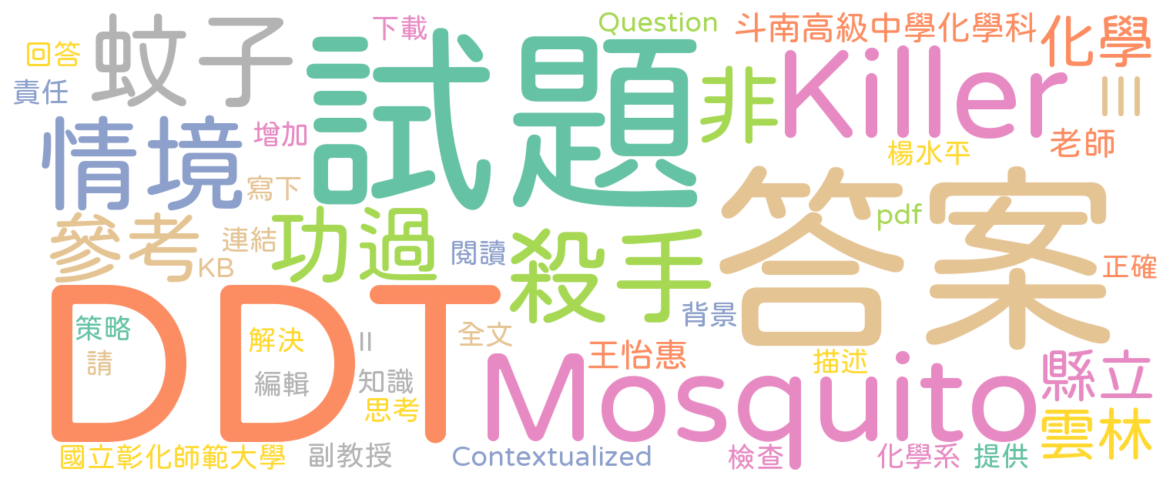 蚊子
下載
試題
Question
斗南高級中學化學科
化學
回答
責任
非
Killer
III
情境
增加
楊水平
老師
寫下
答案
參考
連結
KB
功過
閱讀
殺手
pdf
正確
DDT
策略
請
解決
II
全文
背景
編輯
知識
思考
王怡惠
描述
Mosquito
縣立
雲林
國立彰化師範大學
副教授
Contextualized
檢查
化學系
提供